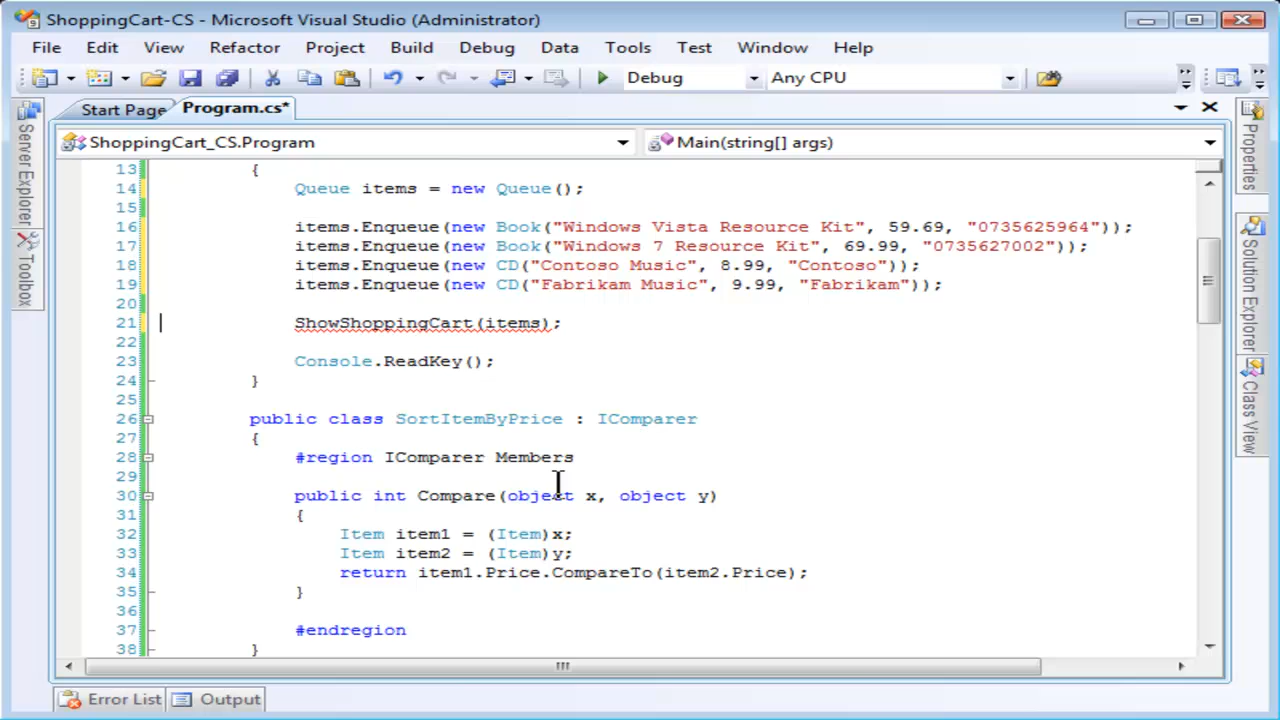 ShoppingCart-CS - Microsoft Visual Studio (Administrator)
File Edit View Refactor Project Build Debug Data Tools Test Window Help
Debug Any CPU
Start Page Program.cs*
ShoppingCart_CS.Program Main(string[] args)
Server Explorer
Toolbox
Properties
Solution Explorer
Class View
13 {
14 Queue items = new Queue();
15
16 items.Enqueue(new Book("Windows Vista Resource Kit", 59.69, "0735625964"));
17 items.Enqueue(new Book("Windows 7 Resource Kit", 69.99, "0735627002"));
18 items.Enqueue(new CD("Contoso Music", 8.99, "Contoso"));
19 items.Enqueue(new CD("Fabrikam Music", 9.99, "Fabrikam"));
20
21 ShowShoppingCart(items);
22
23 Console.ReadKey();
24 }
25
26 public class SortItemByPrice : IComparer
27 {
28 #region IComparer Members
29
30 public int Compare(object x, object y)
31 {
32 Item item1 = (Item)x;
33 Item item2 = (Item)y;
34 return item1.Price.CompareTo(item2.Price);
35 }
36
37 #endregion
38 }
Error List Output